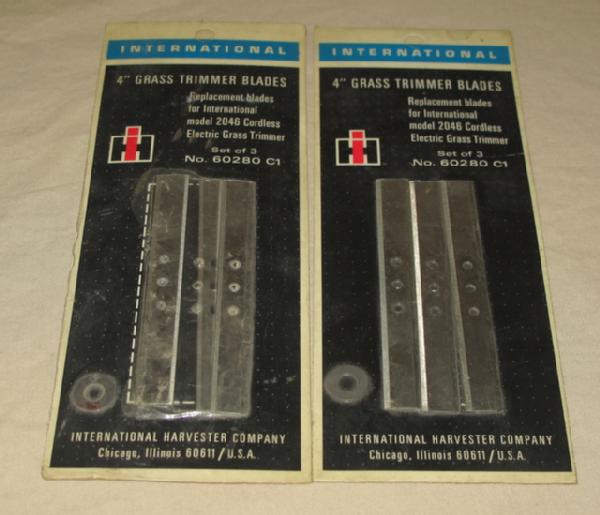 INTERNATIONAL
4" GRASS TRIMMER BLADES
Replacement blades
for International
model 2046 Cordless
Electric Grass Trimmer
Set of 3
No. 60280 C1
IH
INTERNATIONAL HARVESTER COMPANY
Chicago, Illinois 60611/U.S.A.
INTERNATIONAL
4" GRASS TRIMMER BLADES
Replacement blades
for International
model 2046 Cordless
Electric Grass Trimmer
Set of 3
No. 60280 C1
IH
INTERNATIONAL HARVESTER COMPANY
Chicago, Illinois 60611/U.S.A.